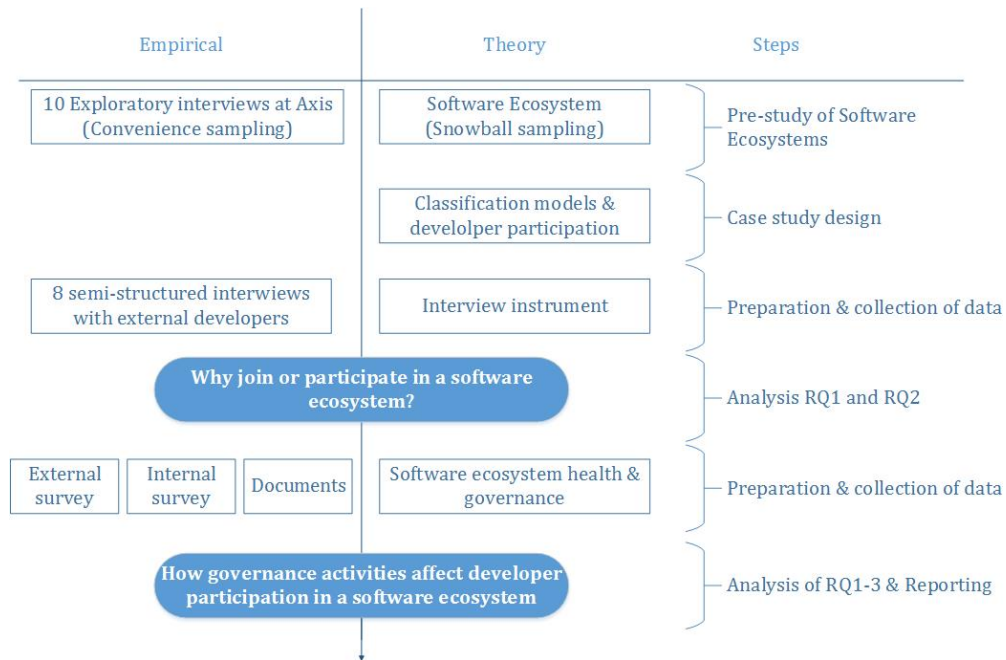 Empirical
Theory
Steps
10 Exploratory interviews at Axis
(Convenience sampling)
Software Ecosystem
(Snowball sampling)
Pre-study of Software
Ecosystems
Classification models &
develolper participation
Case study design
8 semi-structured interwiews
with external developers
Interview instrument
Preparation & collection of data
Why join or participate in a software
ecosystem?
Analysis RQ1 and RQ2
External
survey
Internal
survey
Documents
Software ecosystem health &
governance
Preparation & collection of data
How governance activities affect developer
participation in a software ecosystem
Analysis of RQ1-3 & Reporting